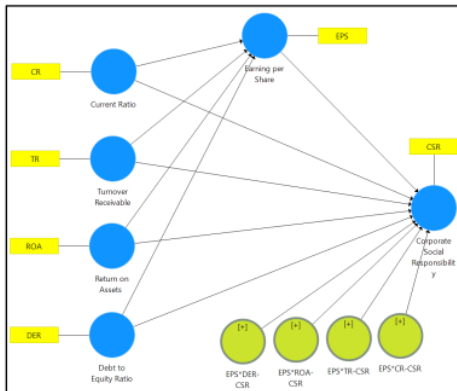 EPS
Earning per
Share
CR
Current Ratio
CSR
TR
Turnover
Receivable
Corporate
Social
Responsibilit
y
ROA
Return on
Assets
DER
Debt to
Equity Ratio
[+]
[+]
[+]
[+]
EPS*DER-
CSR
EPS*ROA-
CSR
EPS*TR-CSR
EPS*CR-CSR